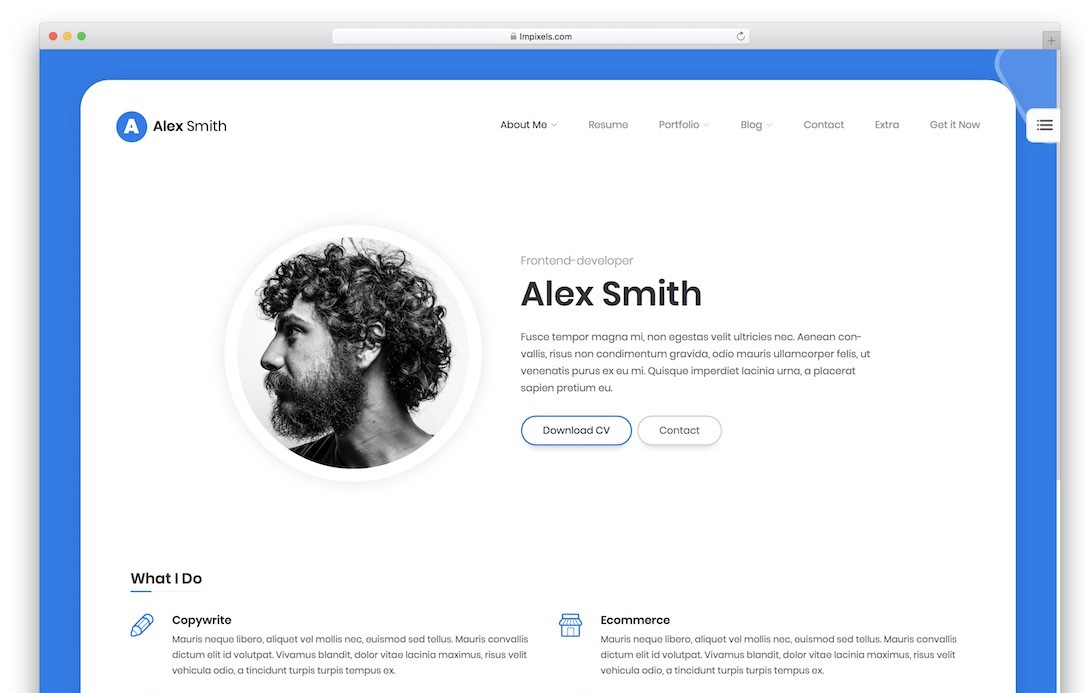 lmpixels.com
A Alex Smith
About Me Resume Portfolio Blog Contact Extra Get it Now
Frontend-developer
Alex Smith
Fusce tempor magna mi, non egestas velit ultricies nec. Aenean con-
vallis, risus non condimentum gravida, odio mauris ullamcorper felis, ut
venenatis purus ex eu mi. Quisque imperdiet lacinia urna, a placerat
sapien pretium eu.
Download CV Contact
What I Do
Copywrite
Mauris neque libero, aliquet vel mollis nec, euismod sed tellus. Mauris convallis
dictum elit id volutpat. Vivamus blandit, dolor vitae lacinia maximus, risus velit
vehicula odio, a tincidunt turpis turpis tempus ex.
Ecommerce
Mauris neque libero, aliquet vel mollis nec, euismod sed tellus. Mauris convallis
dictum elit id volutpat. Vivamus blandit, dolor vitae lacinia maximus, risus velit
vehicula odio, a tincidunt turpis turpis tempus ex.